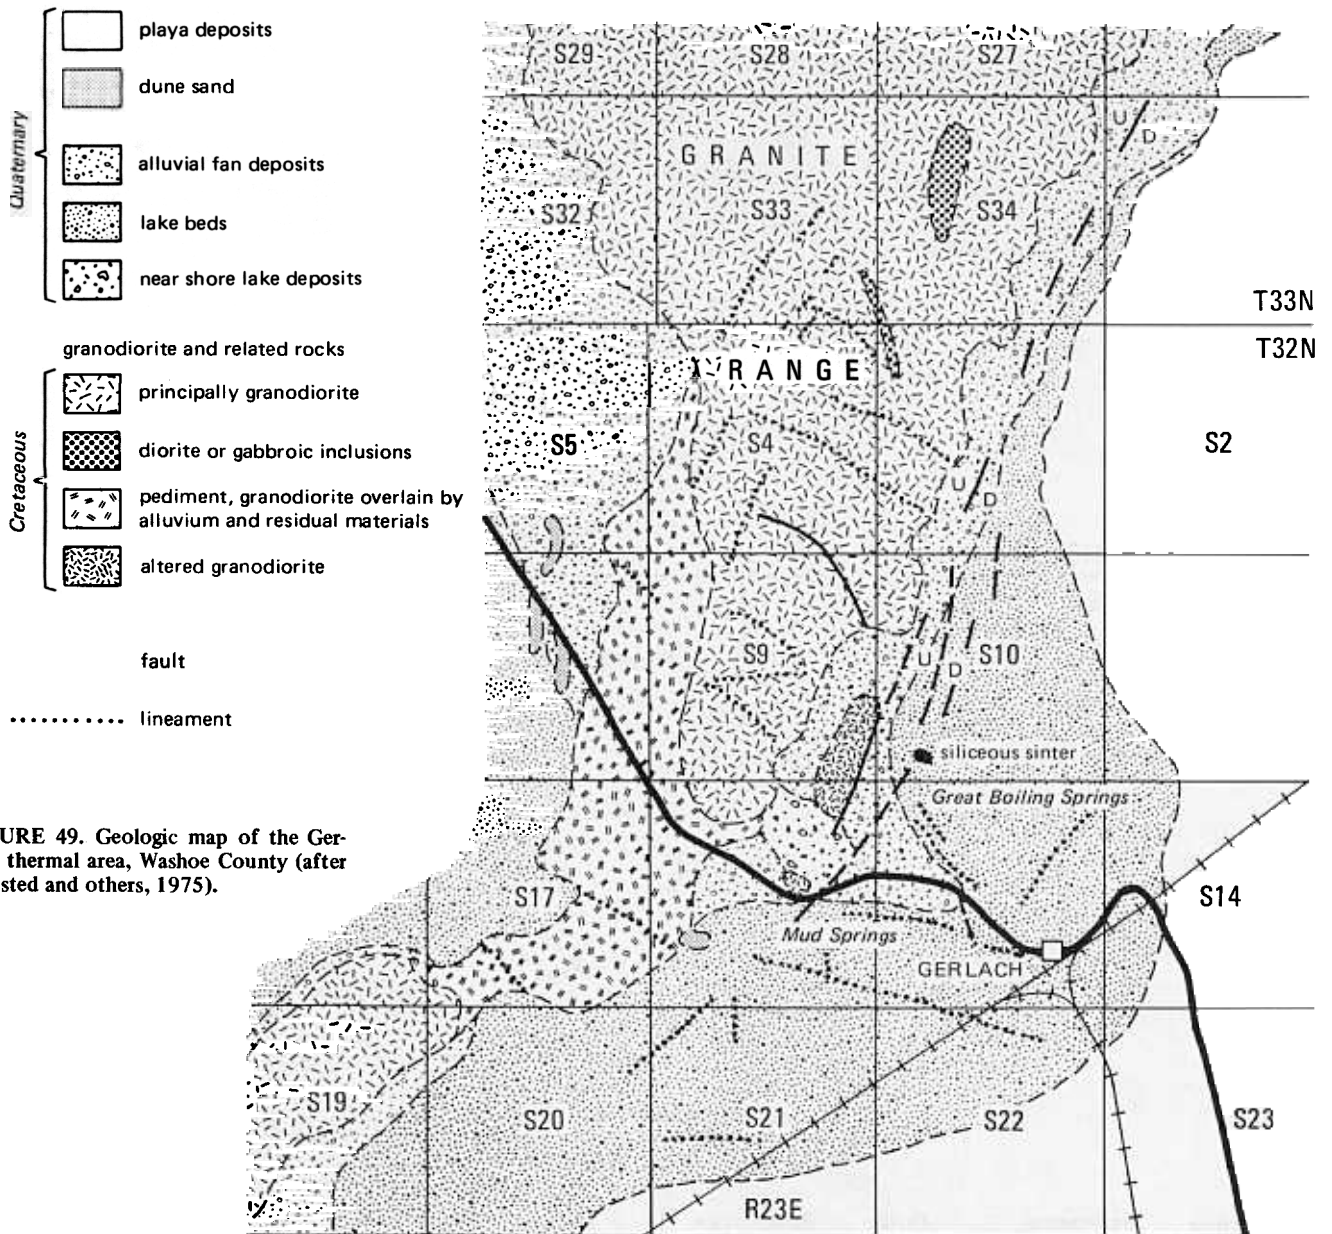 Quaternary
playa deposits
dune sand
alluvial fan deposits
lake beds
near shore lake deposits
granodiorite and related rocks
Cretaceous
principally granodiorite
diorite or gabbroic inclusions
pediment, granodiorite overlain by
alluvium and residual materials
altered granodiorite
fault
lineament
URE 49. Geologic map of the Ger-
thermal area, Washoe County (after
sted and others, 1975).
S29
S28
S27
U
D
GRANITE
S32
S33
S34
T33N
T32N
RANGE
S5
S4
S2
U
D
S9
U
D
S10
siliceous sinter
Great Boiling Springs
S17
S14
Mud Springs
GERLACH
S19
S20
S21
S22
S23
R23E